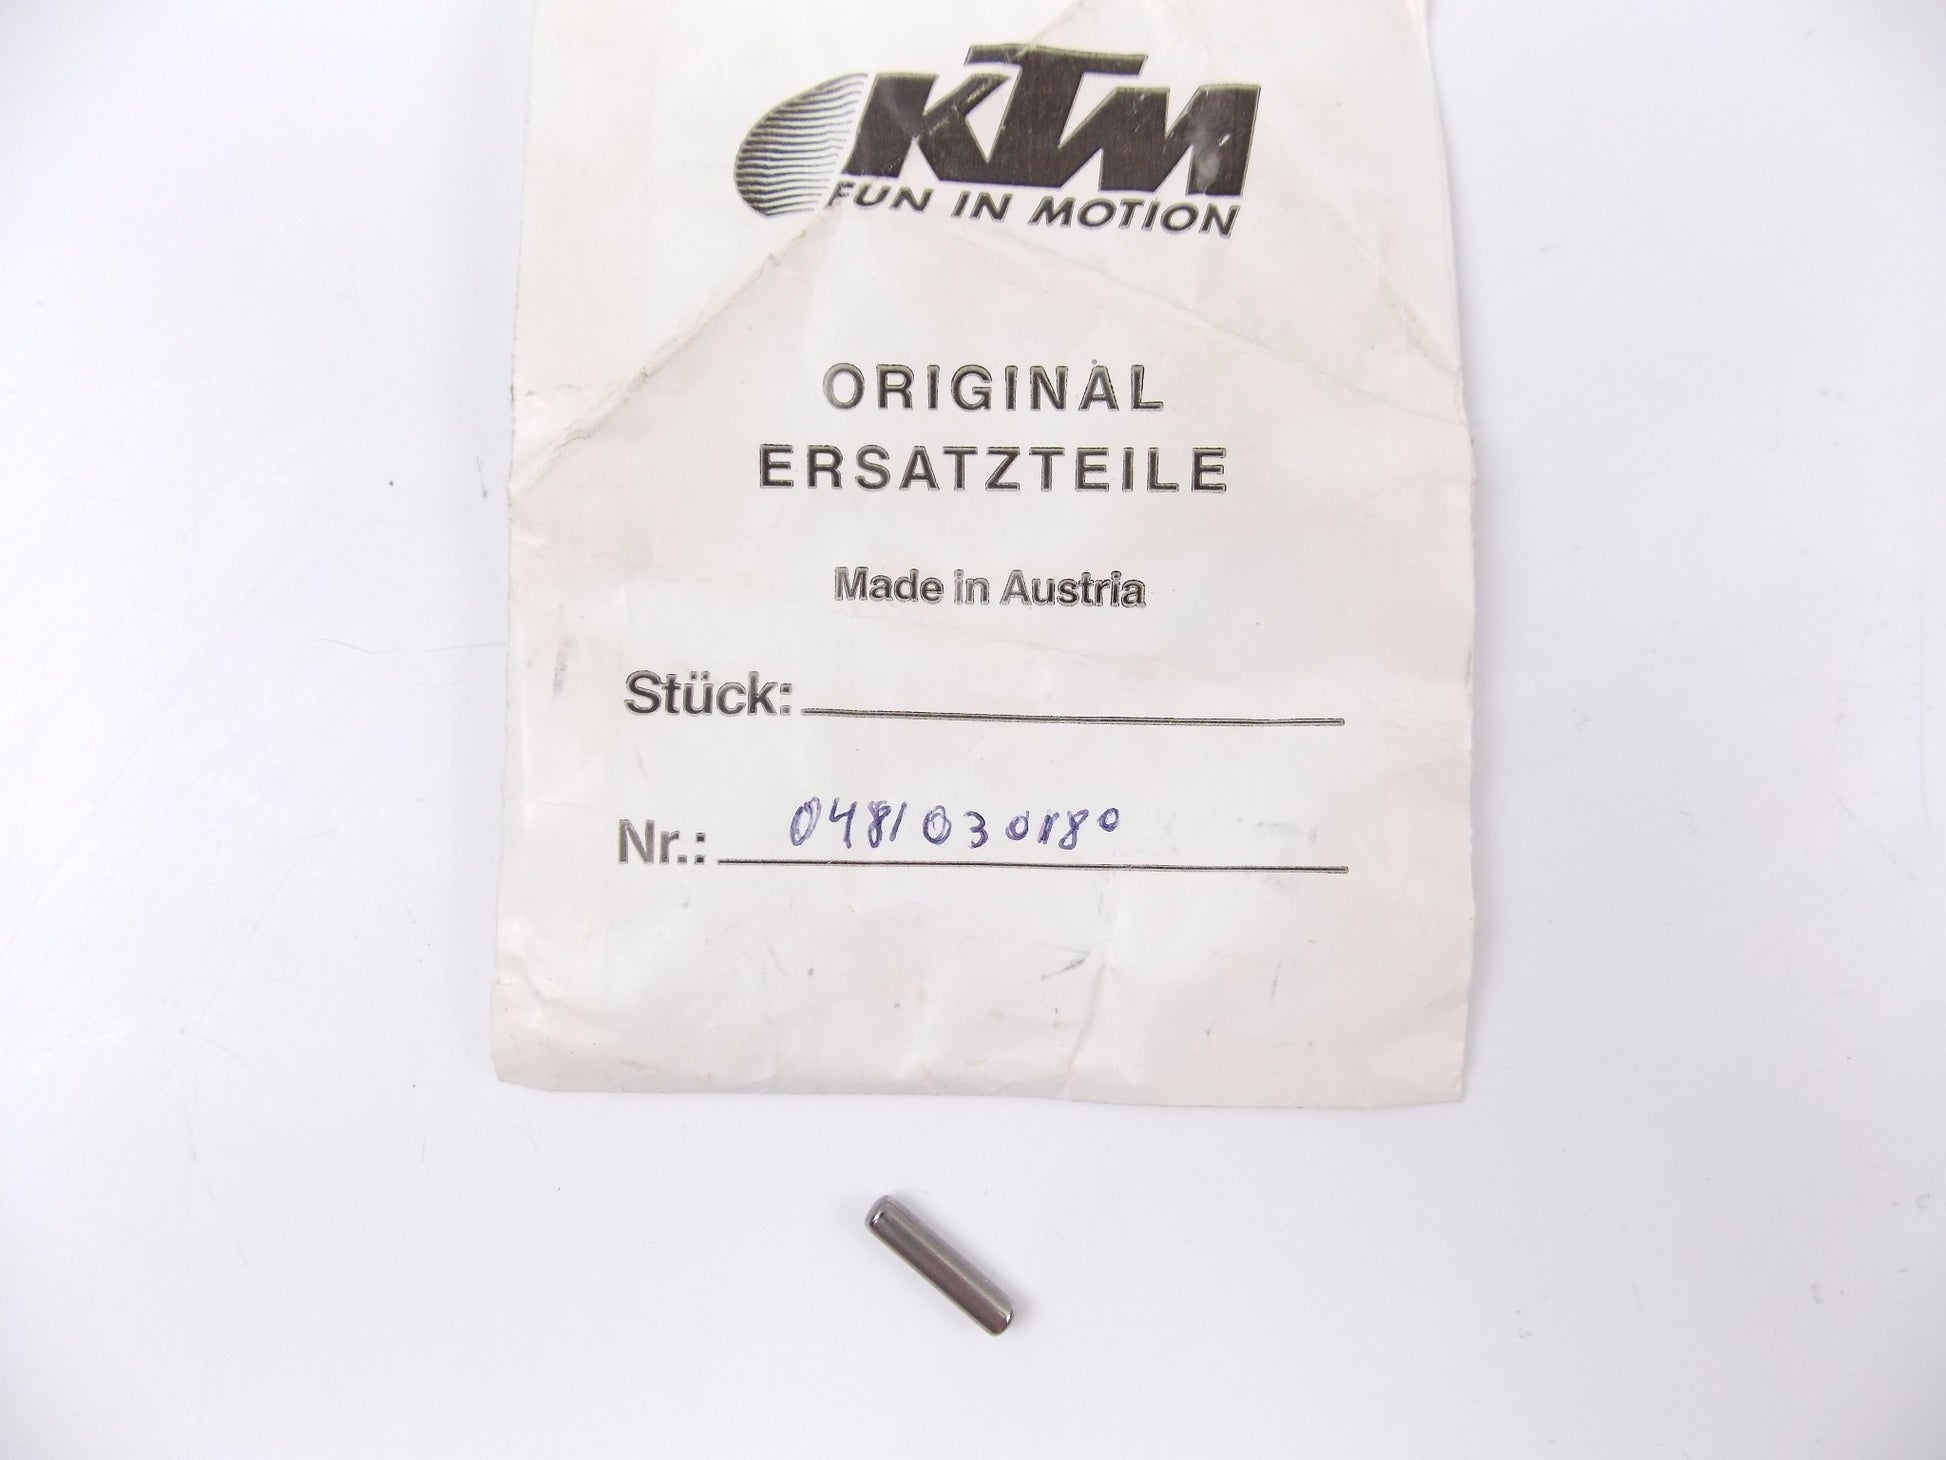 KTM
FUN IN MOTION
ORIGINAL
ERSATZTEILE
Made in Austria
Stück:
Nr.: 0481030180